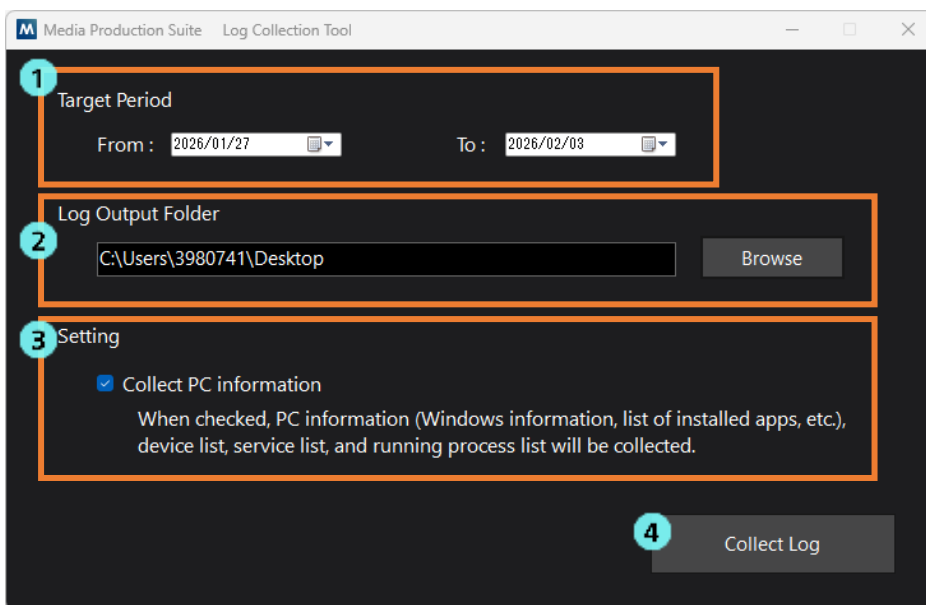 M Media Production Suite Log Collection Tool
1
Target Period
From : 2026/01/27 To : 2026/02/03
2
Log Output Folder
C:\Users\3980741\Desktop Browse
3
Setting
Collect PC information
When checked, PC information (Windows information, list of installed apps, etc.),
device list, service list, and running process list will be collected.
4
Collect Log